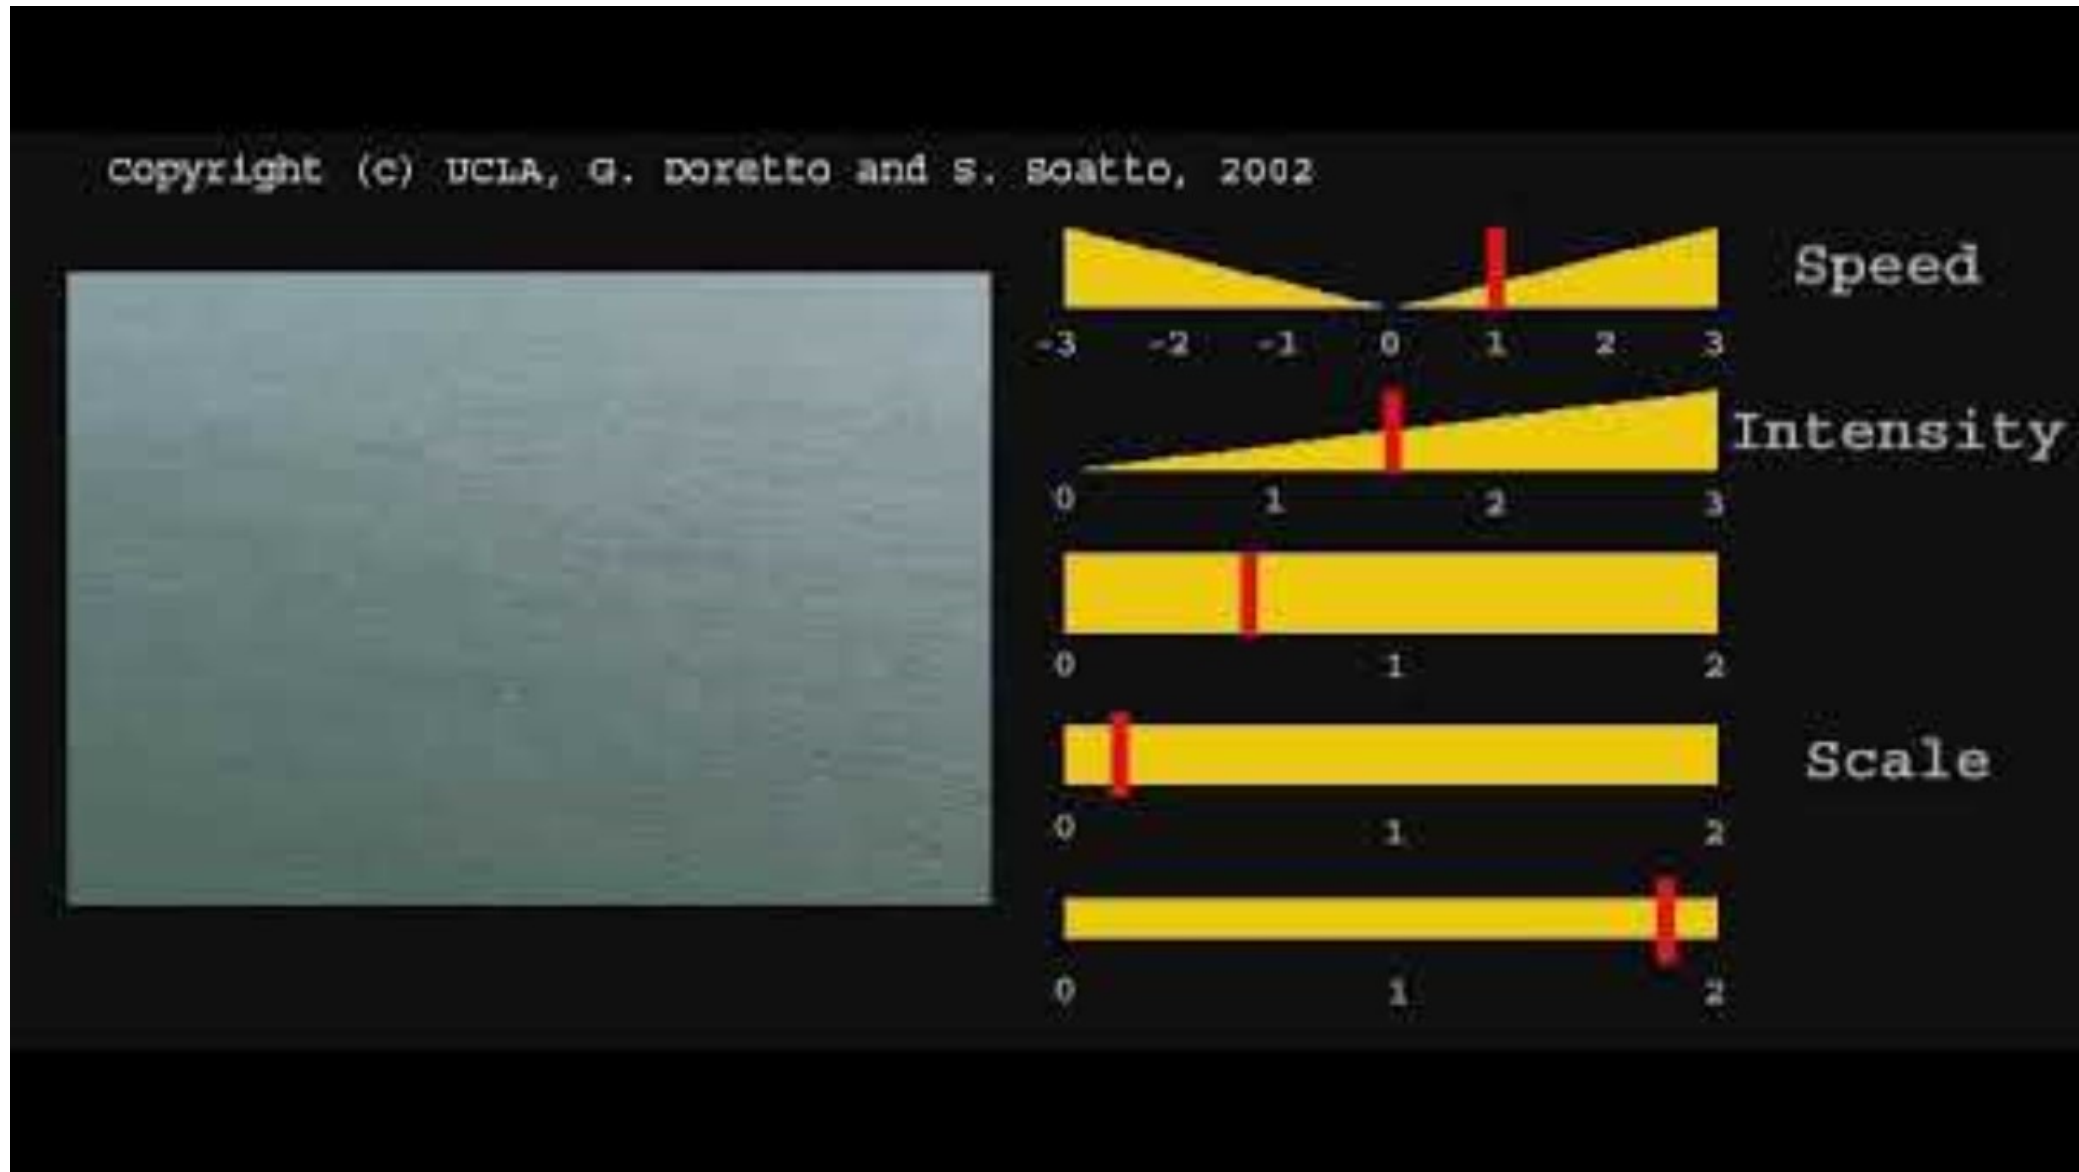 Copyright (c) UCLA, G. Doretto and S. Soatto, 2002
Speed
-3 -2 -1 0 1 2 3
Intensity
0 1 2 3
0 1 2
Scale
0 1 2
0 1 2